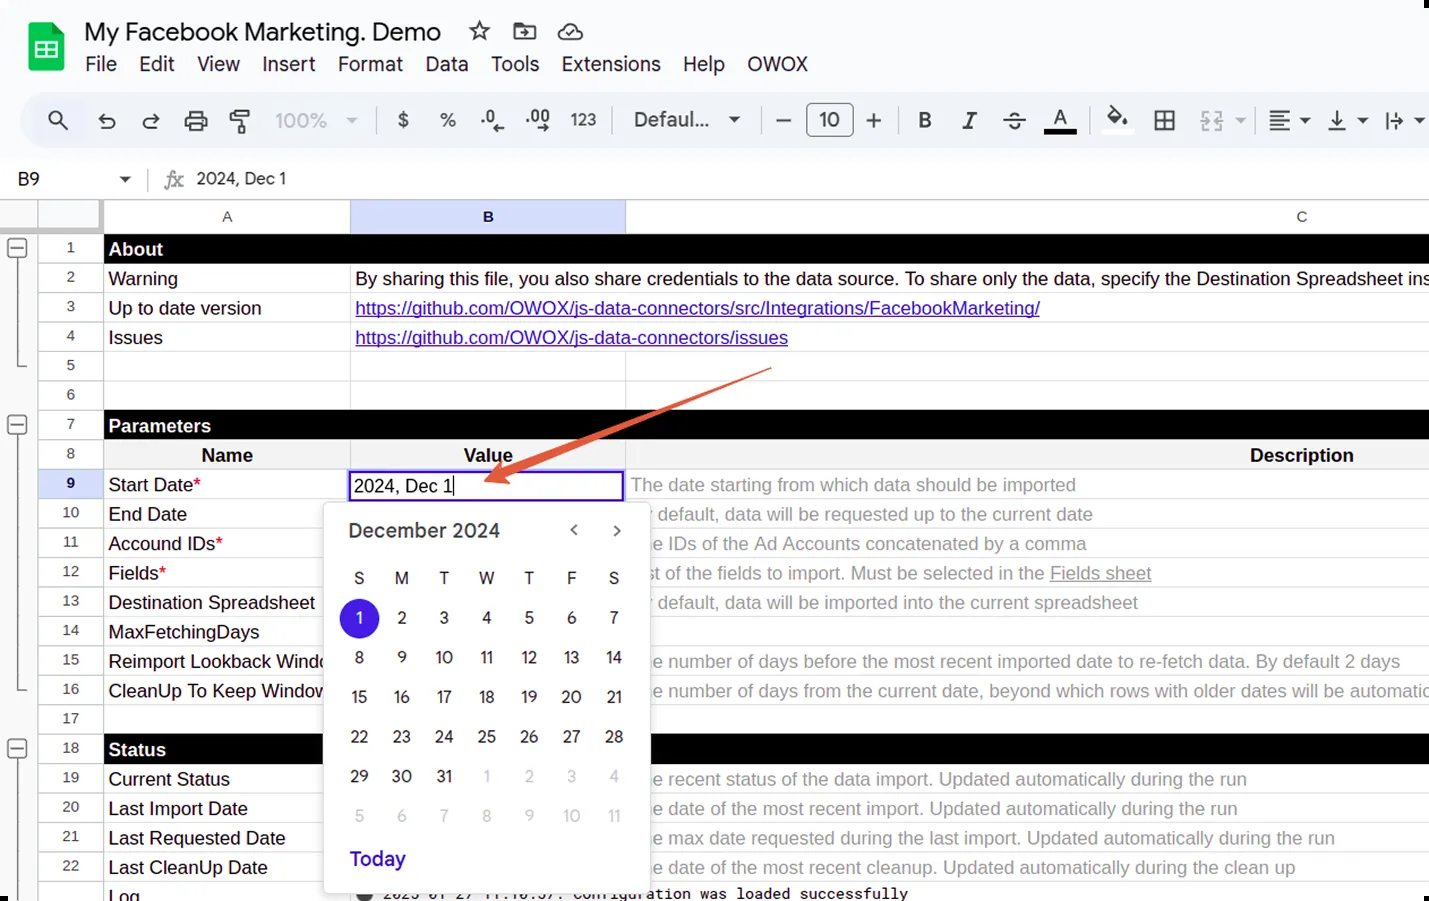 My Facebook Marketing. Demo
File Edit View Insert Format Data Tools Extensions Help OWOX
100% $ % .0 .00 123 Defaul... 10 B I A
B9 fx 2024, Dec 1
A B C
1 About
2 Warning By sharing this file, you also share credentials to the data source. To share only the data, specify the Destination Spreadsheet ins
3 Up to date version https://github.com/OWOX/js-data-connectors/src/Integrations/FacebookMarketing/
4 Issues https://github.com/OWOX/js-data-connectors/issues
5
6
7 Parameters
8 Name Value Description
9 Start Date* 2024, Dec 1 The date starting from which data should be imported
10 End Date default, data will be requested up to the current date
11 Accound IDs* e IDs of the Ad Accounts concatenated by a comma
12 Fields* st of the fields to import. Must be selected in the Fields sheet
13 Destination Spreadsheet default, data will be imported into the current spreadsheet
14 MaxFetchingDays
15 Reimport Lookback Windo e number of days before the most recent imported date to re-fetch data. By default 2 days
16 CleanUp To Keep Window e number of days from the current date, beyond which rows with older dates will be automatic
17
18 Status
19 Current Status e recent status of the data import. Updated automatically during the run
20 Last Import Date e date of the most recent import. Updated automatically during the run
21 Last Requested Date e max date requested during the last import. Updated automatically during the run
22 Last CleanUp Date e date of the most recent cleanup. Updated automatically during the clean up
Log configuration was loaded successfully
December 2024
S M T W T F S
1 2 3 4 5 6 7
8 9 10 11 12 13 14
15 16 17 18 19 20 21
22 23 24 25 26 27 28
29 30 31 1 2 3 4
5 6 7 8 9 10 11
Today